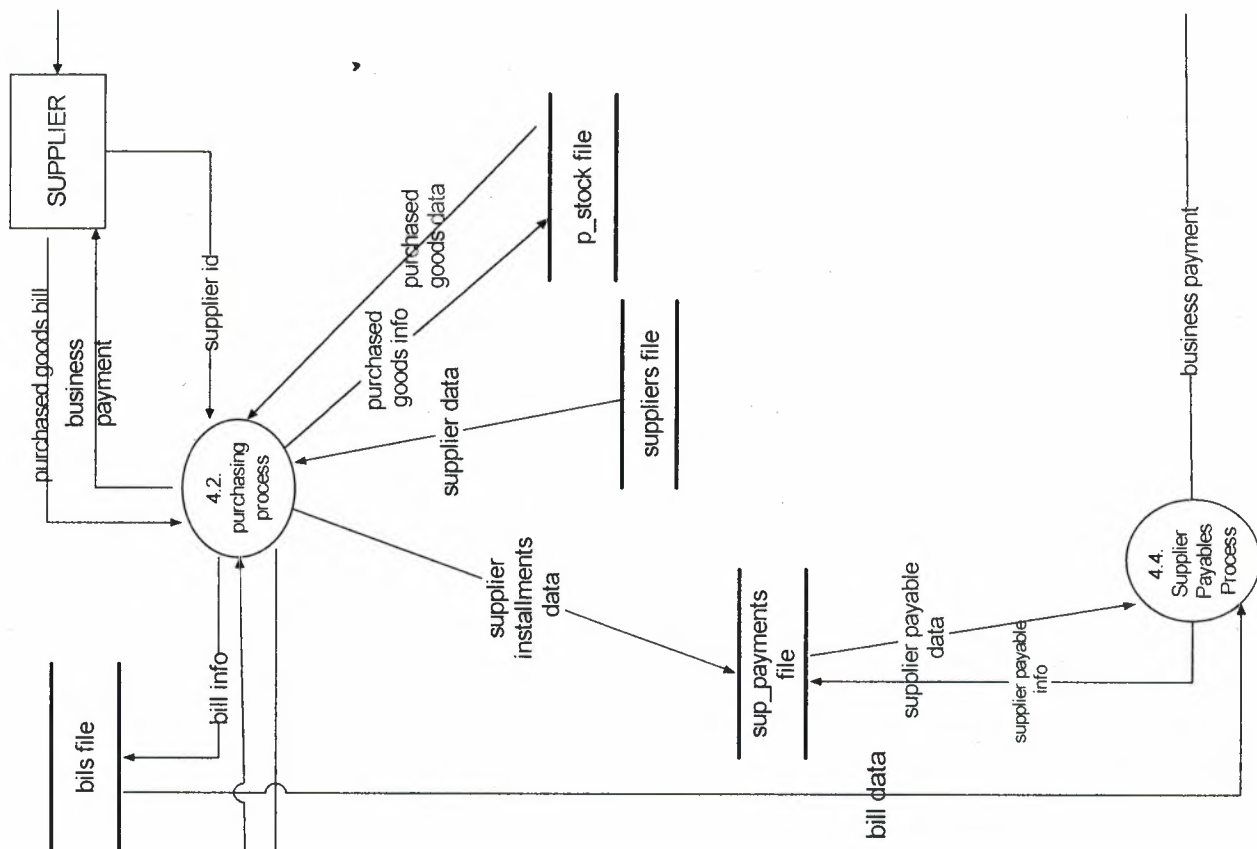 SUPPLIER
purchased goods bill
business
payment
supplier id
4.2.
purchasing
process
purchased
goods data
purchased
goods info
p_stock file
supplier data
suppliers file
bill info
bils file
supplier
installments
data
sup_payments
file
supplier payable
data
supplier payable
info
bill data
4.4.
Supplier
Payables
Process
business payment